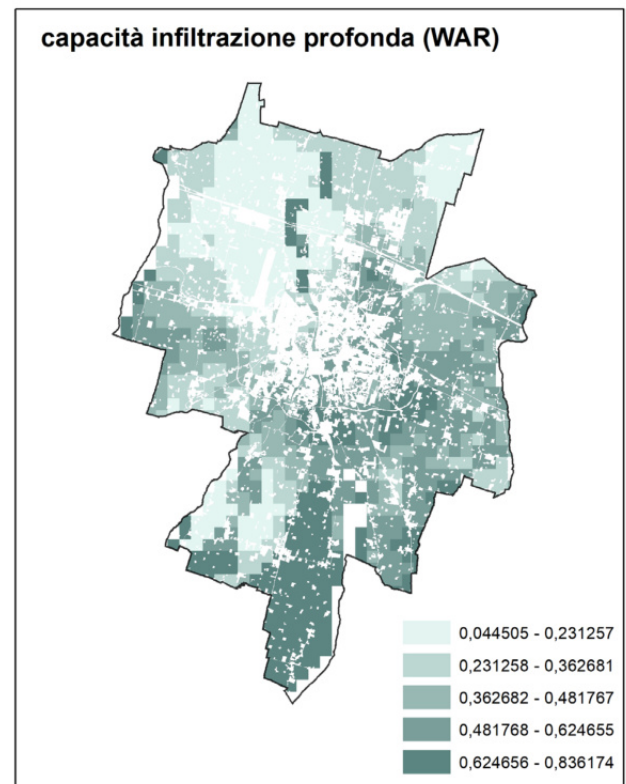 capacità infiltrazione profonda (WAR)
0,044505 - 0,231257
0,231258 - 0,362681
0,362682 - 0,481767
0,481768 - 0,624655
0,624656 - 0,836174